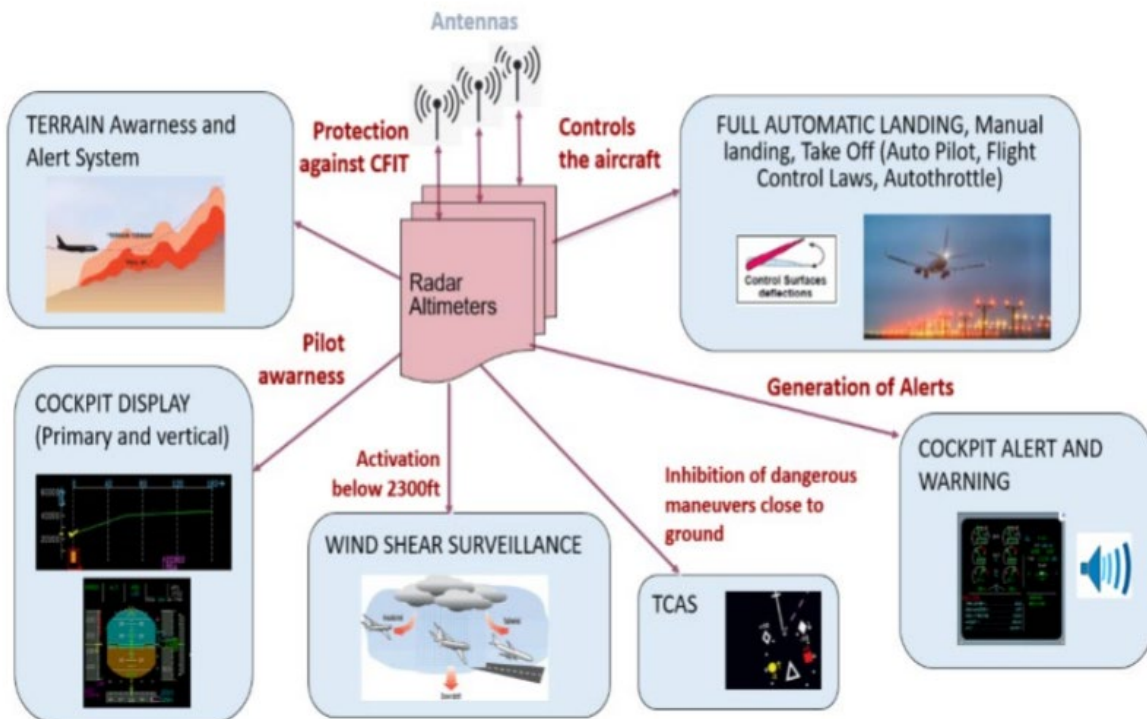 Antennas
TERRAIN Awarness and
Alert System
Protection
against CFIT
Controls
the aircraft
FULL AUTOMATIC LANDING, Manual
landing, Take Off (Auto Pilot, Flight
Control Laws, Autothrottle)
Control Surfaces
deflections
Radar
Altimeters
Pilot
awarness
Generation of Alerts
COCKPIT DISPLAY
(Primary and vertical)
Activation
below 2300ft
Inhibition of dangerous
maneuvers close to
ground
COCKPIT ALERT AND
WARNING
WIND SHEAR SURVEILLANCE
TCAS